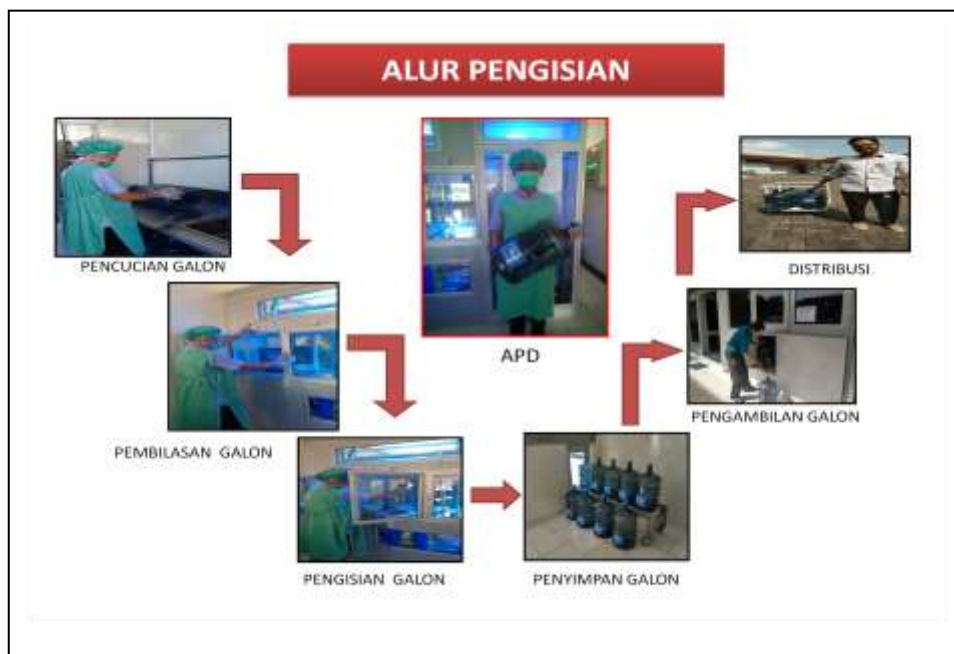 ALUR PENGISIAN
PENCUCIAN GALON
PEMBILASAN GALON
PENGISIAN GALON
PENYIMPAN GALON
PENGAMBILAN GALON
DISTRIBUSI
APD